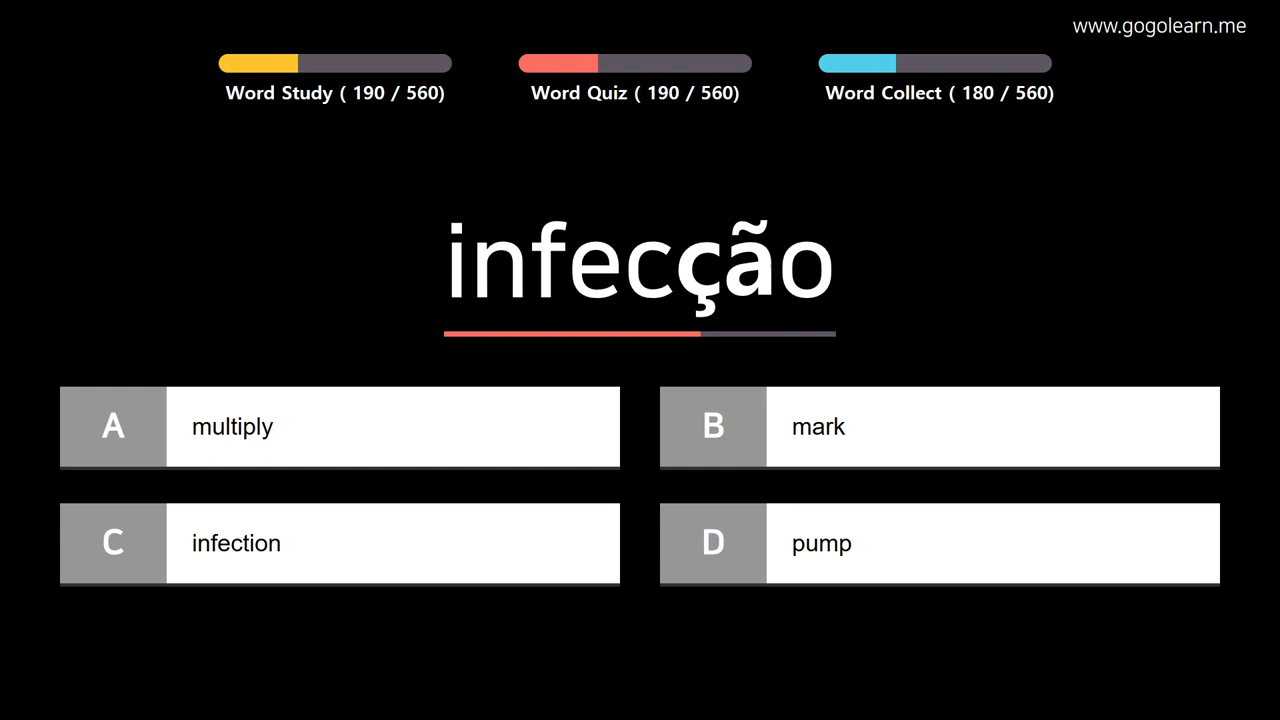 www.gogolearn.me
Word Study ( 190 / 560)
Word Quiz ( 190 / 560)
Word Collect ( 180 / 560)
infecção
A multiply
B mark
C infection
D pump